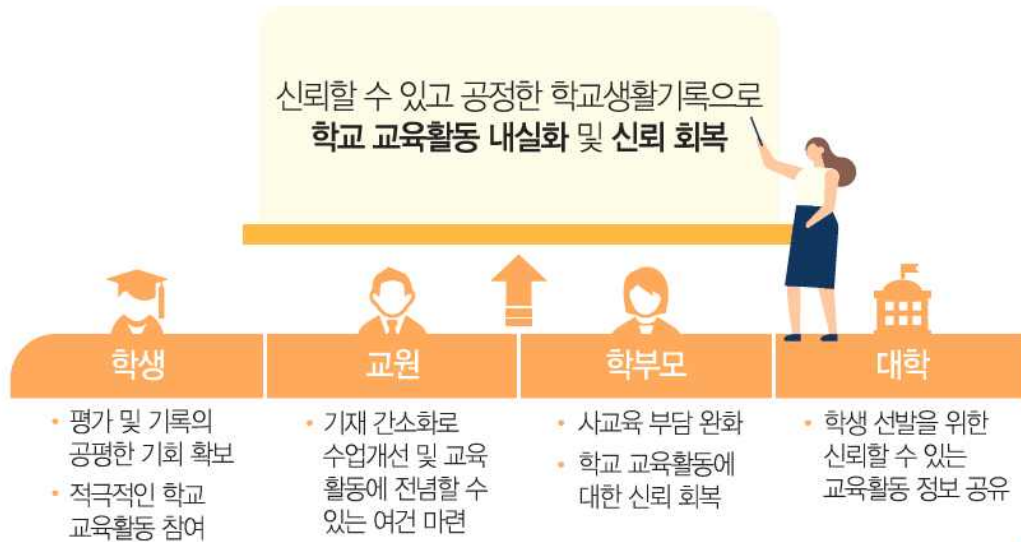 신뢰할 수 있고 공정한 학교생활기록으로
학교 교육활동 내실화 및 신뢰 회복
학생
• 평가 및 기록의
공평한 기회 확보
• 적극적인 학교
교육활동 참여
교원
• 기재 간소화로
수업개선 및 교육
활동에 전념할 수
있는 여건 마련
학부모
• 사교육 부담 완화
• 학교 교육활동에
대한 신뢰 회복
대학
• 학생 선발을 위한
신뢰할 수 있는
교육활동 정보 공유